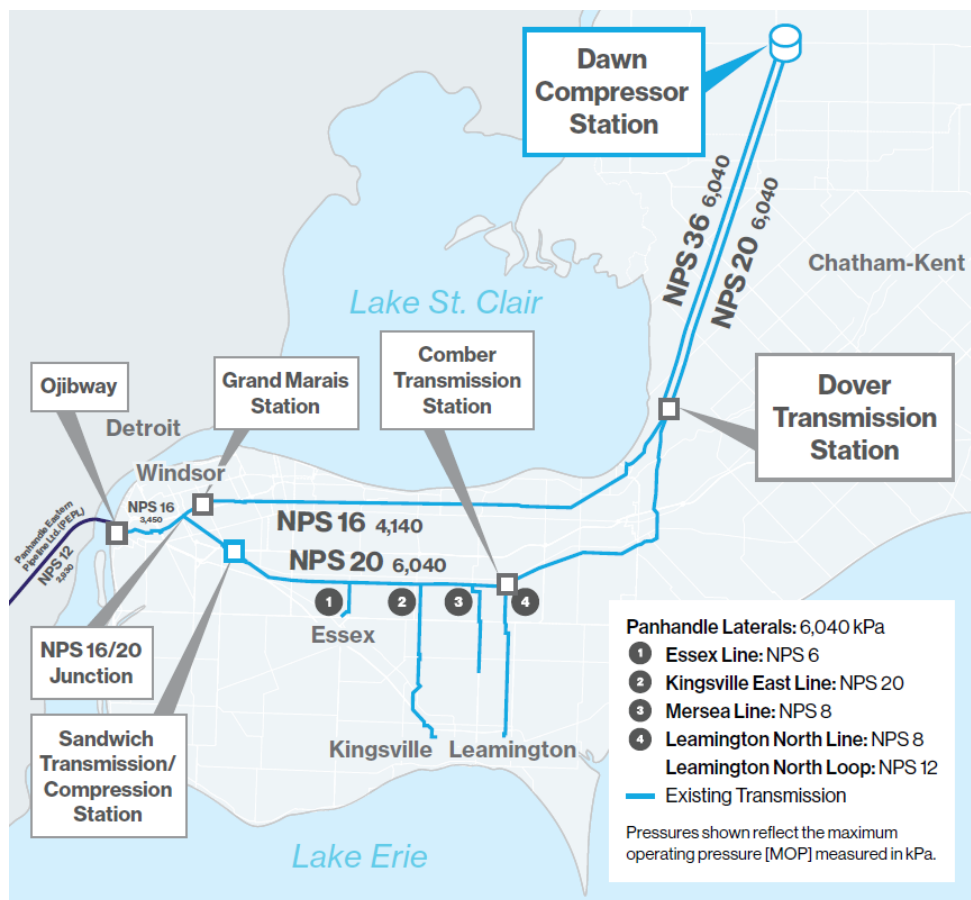 Dawn
Compressor
Station
NPS 36 6,040
NPS 20 6,040
Chatham-Kent
Lake St. Clair
Comber
Transmission
Station
Grand Marais
Station
Ojibway
Detroit
Windsor
Dover
Transmission
Station
NPS 16
3,450
Panhandle Eastern
Pipeline Ltd. (PEPL)
NPS 12
2,930
NPS 16 4,140
NPS 20 6,040
1
2
3
4
Essex
NPS 16/20
Junction
Sandwich
Transmission/
Compression
Station
Kingsville
Leamington
Lake Erie
Panhandle Laterals: 6,040 kPa
1 Essex Line: NPS 6
2 Kingsville East Line: NPS 20
3 Mersea Line: NPS 8
4 Leamington North Line: NPS 8
Leamington North Loop: NPS 12
Existing Transmission
Pressures shown reflect the maximum
operating pressure [MOP] measured in kPa.